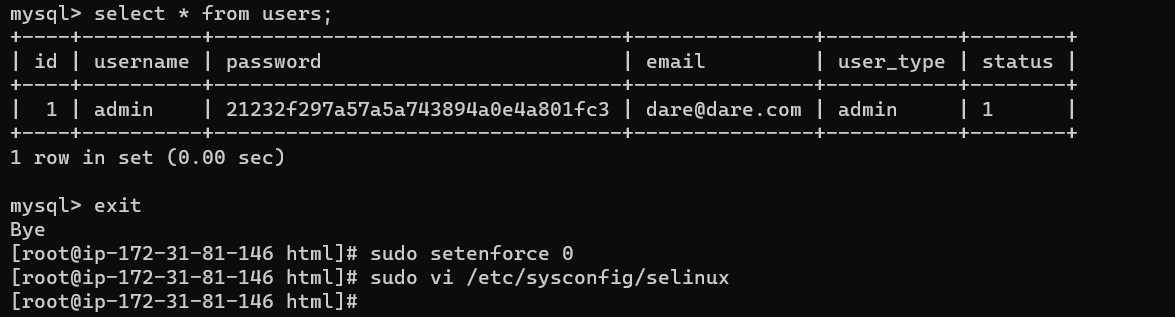 mysql> select * from users;
+----+----------+----------------------------------+---------------+-----------+--------+
| id | username | password                         | email         | user_type | status |
+----+----------+----------------------------------+---------------+-----------+--------+
|  1 | admin    | 21232f297a57a5a743894a0e4a801fc3 | dare@dare.com | admin     | 1      |
+----+----------+----------------------------------+---------------+-----------+--------+
1 row in set (0.00 sec)
mysql> exit
Bye
[root@ip-172-31-81-146 html]# sudo setenforce 0
[root@ip-172-31-81-146 html]# sudo vi /etc/sysconfig/selinux
[root@ip-172-31-81-146 html]#